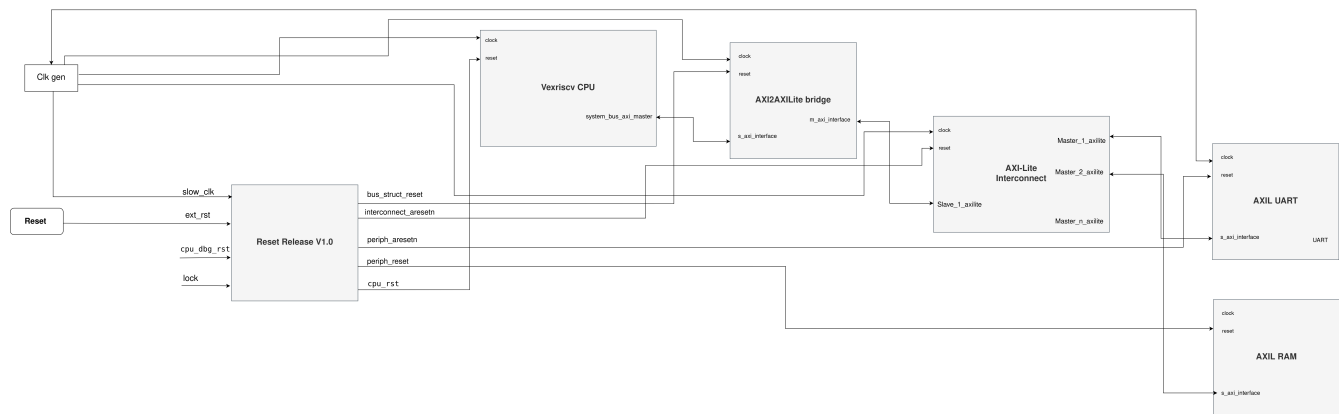 Clk gen
clock
reset
Vexriscv CPU
system_bus_axi_master
clock
reset
AXI2AXILite bridge
m_axi_interface
s_axi_interface
clock
reset
Master_1_axilite
AXI-Lite
Interconnect
Master_2_axilite
Slave_1_axilite
Master_n_axilite
clock
reset
AXIL UART
s_axi_interface
UART
Reset
slow_clk
ext_rst
cpu_dbg_rst
lock
Reset Release V1.0
bus_struct_reset
interconnect_aresetn
periph_aresetn
periph_reset
cpu_rst
clock
reset
AXIL RAM
s_axi_interface